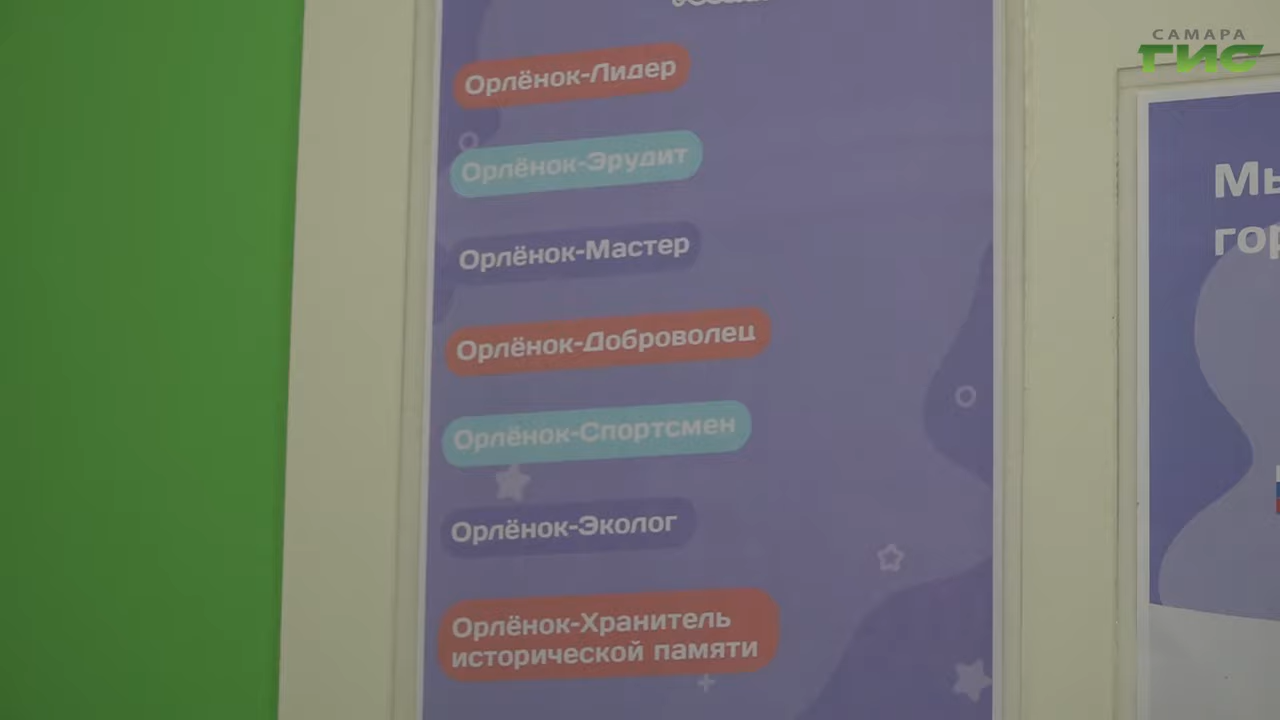 САМАРА
ГИС
Орлёнок-Лидер
Орлёнок-Эрудит
Орлёнок-Мастер
Орлёнок-Доброволец
Орлёнок-Спортсмен
Орлёнок-Эколог
Орлёнок-Хранитель
исторической памяти